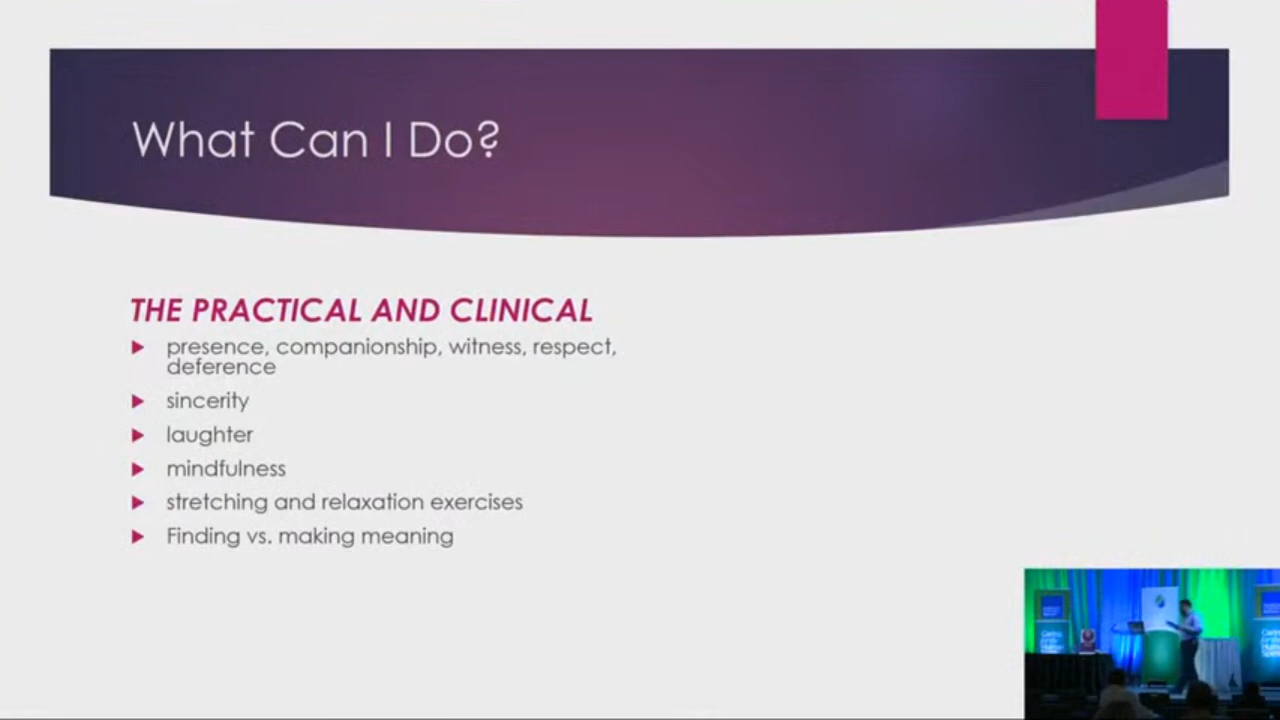 What Can I Do?
THE PRACTICAL AND CLINICAL
presence, companionship, witness, respect,
deference
sincerity
laughter
mindfulness
stretching and relaxation exercises
Finding vs. making meaning